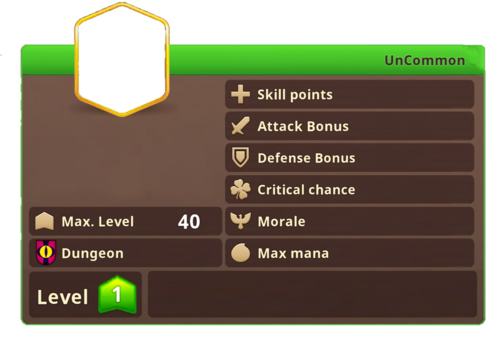 UnCommon
Skill points
Attack Bonus
Defense Bonus
Critical chance
Max. Level 40
Morale
Dungeon
Max mana
Level 1